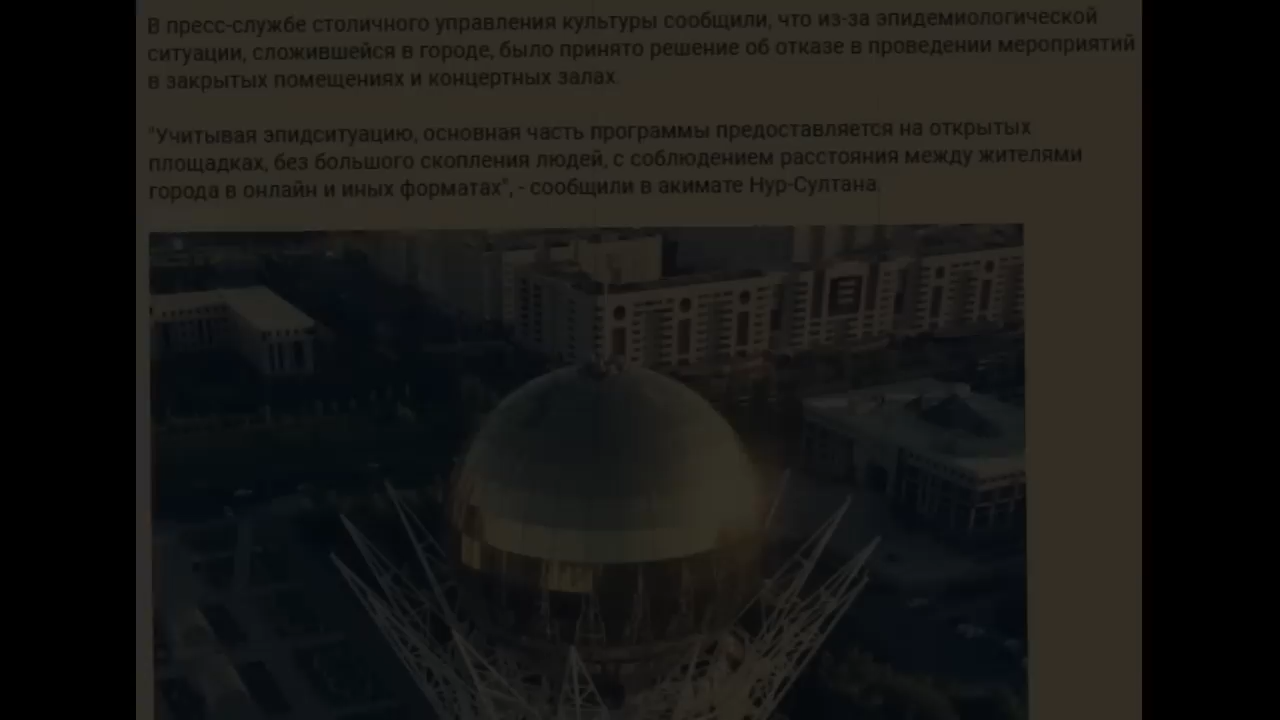 В пресс-службе столичного управления культуры сообщили, что из-за эпидемиологической
ситуации, сложившейся в городе, было принято решение об отказе в проведении мероприятий
в закрытых помещениях и концертных залах.
"Учитывая эпидситуацию, основная часть программы предоставляется на открытых
площадках, без большого скопления людей, с соблюдением расстояния между жителями
города в онлайн и иных форматах", - сообщили в акимате Нур-Султана.